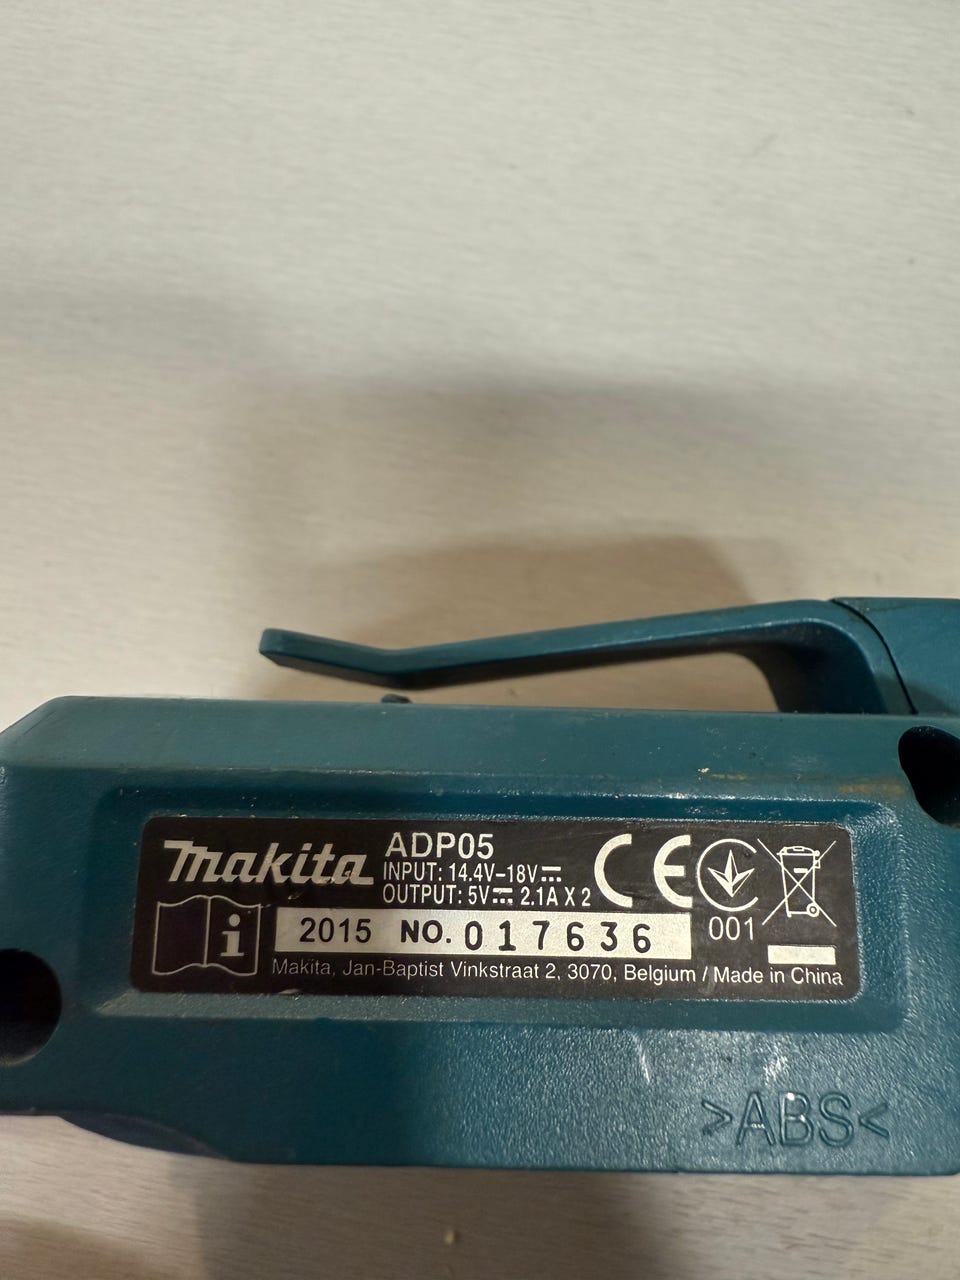 makita ADP05
INPUT: 14.4V-18V⎓
OUTPUT: 5V⎓ 2.1A X 2
CE
001
i 2015 NO. 017636
Makita, Jan-Baptist Vinkstraat 2, 3070, Belgium / Made in China
>ABS<